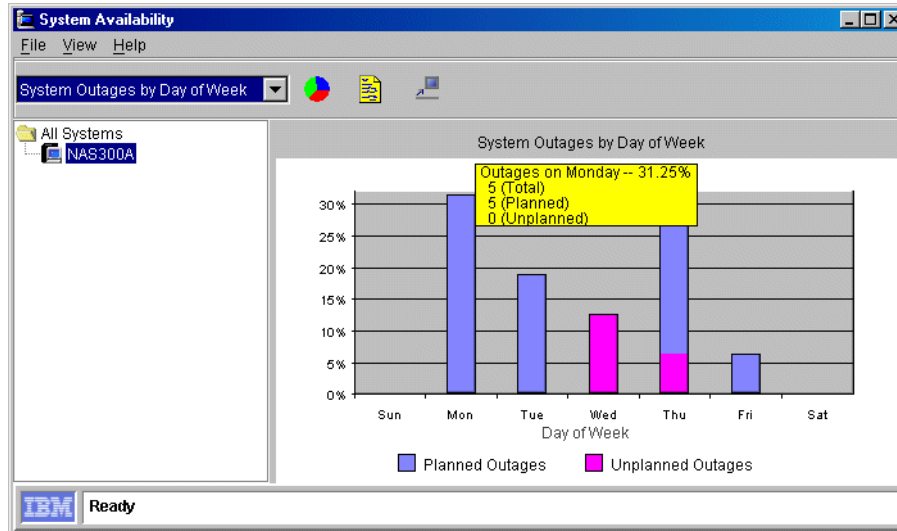 System Availability
File View Help
System Outages by Day of Week
All Systems
NAS300A
System Outages by Day of Week
Outages on Monday -- 31.25%
5 (Total)
5 (Planned)
0 (Unplanned)
30%
25%
20%
15%
10%
5%
0%
Sun Mon Tue Wed Thu Fri Sat
Day of Week
Planned Outages Unplanned Outages
IBM Ready